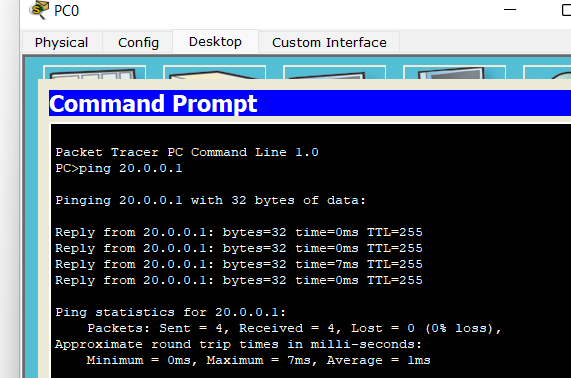 PC0
Physical Config Desktop Custom Interface
Command Prompt
Packet Tracer PC Command Line 1.0
PC>ping 20.0.0.1
Pinging 20.0.0.1 with 32 bytes of data:
Reply from 20.0.0.1: bytes=32 time=0ms TTL=255
Reply from 20.0.0.1: bytes=32 time=0ms TTL=255
Reply from 20.0.0.1: bytes=32 time=7ms TTL=255
Reply from 20.0.0.1: bytes=32 time=0ms TTL=255
Ping statistics for 20.0.0.1:
Packets: Sent = 4, Received = 4, Lost = 0 (0% loss),
Approximate round trip times in milli-seconds:
Minimum = 0ms, Maximum = 7ms, Average = 1ms